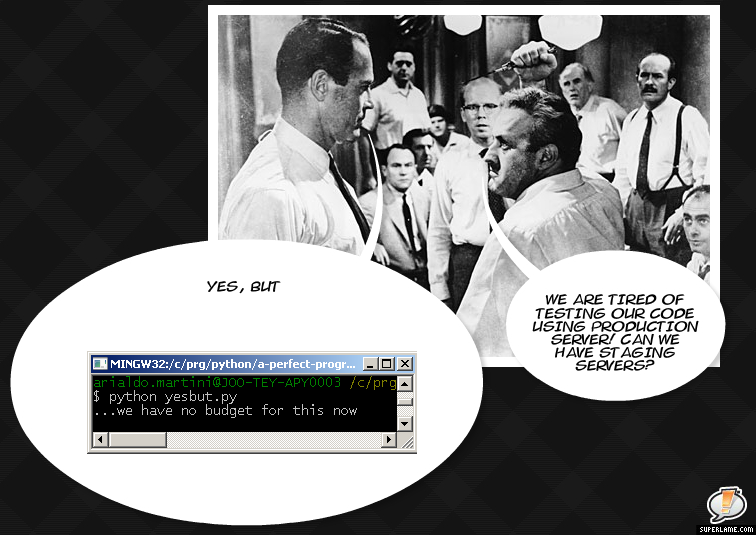 WE ARE TIRED OF
TESTING OUR CODE
USING PRODUCTION
SERVER! CAN WE
HAVE STAGING
SERVERS?
YES, BUT
MINGW32:/c/prg/python/a-perfect-progr...
arialdo.martini@JOO-TEY-APY0003 /c/prg
$ python yesbut.py
...we have no budget for this now
SUPERLAME.COM